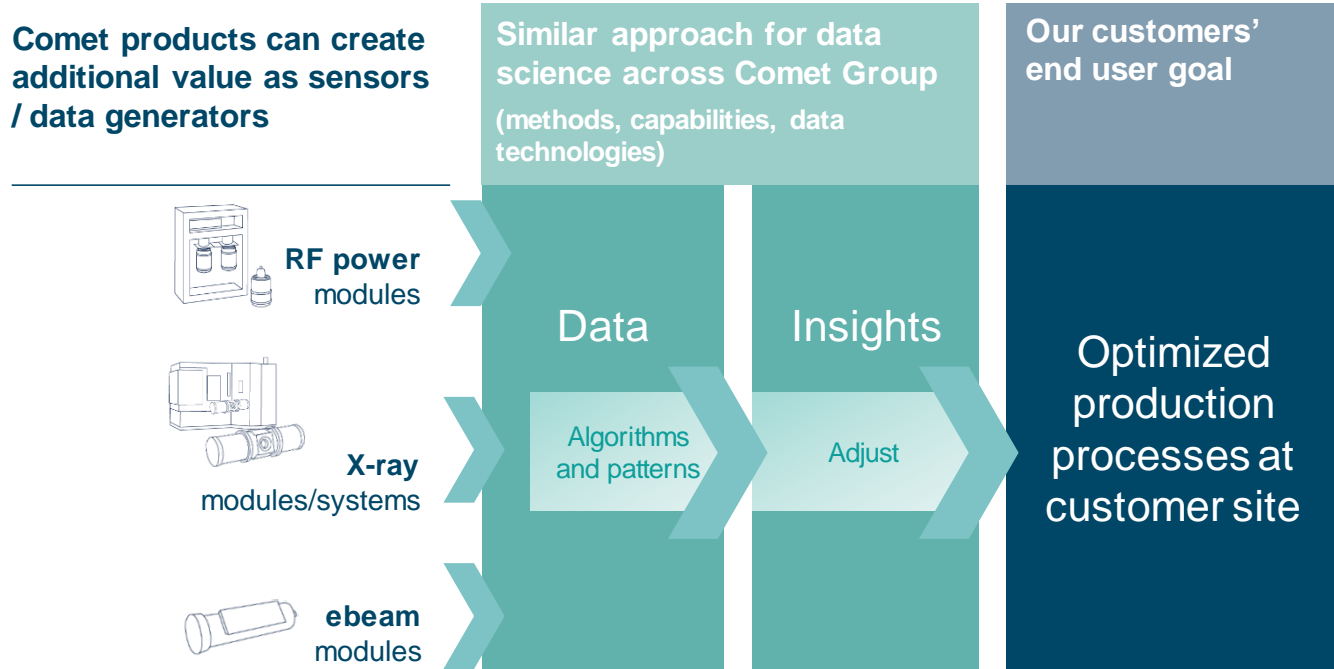 Comet products can create
additional value as sensors
/ data generators
Similar approach for data
science across Comet Group
(methods, capabilities, data
technologies)
Our customers’
end user goal
RF power
modules
X-ray
modules/systems
ebeam
modules
Data
Algorithms
and patterns
Insights
Adjust
Optimized
production
processes at
customer site